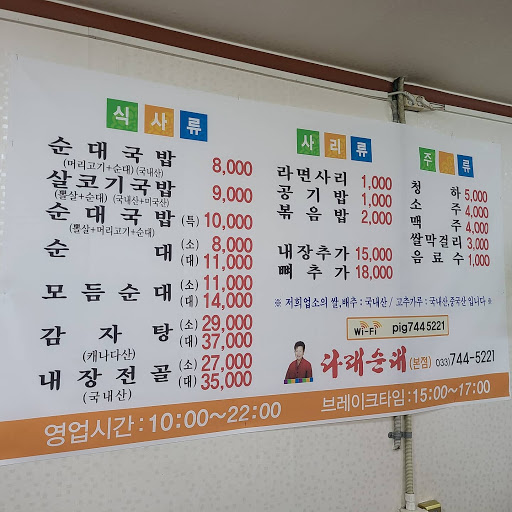 식사류
순대국밥 8,000
(머리고기+순대) (국내산)
살코기국밥 9,000
(뽈살+순대) (국내산+미국산)
순대국밥 (특) 10,000
(뽈살+머리고기+순대)
순대 (소) 8,000
(대) 11,000
모듬순대 (소) 11,000
(대) 14,000
감자탕 (소) 29,000
(캐나다산) (대) 37,000
내장전골 (소) 27,000
(국내산) (대) 35,000
사리류
라면사리 1,000
공기밥 1,000
볶음밥 2,000
내장추가 15,000
뼈추가 18,000
주류
청하 5,000
소주 4,000
맥주 4,000
쌀막걸리 3,000
음료수 1,000
※ 저희업소의 쌀,배추 : 국내산 / 고추가루 : 국내산,중국산 입니다 ※
Wi-Fi pig7445221
(본점) 033)744-5221
영업시간 : 10:00~22:00
브레이크타임 : 15:00~17:00